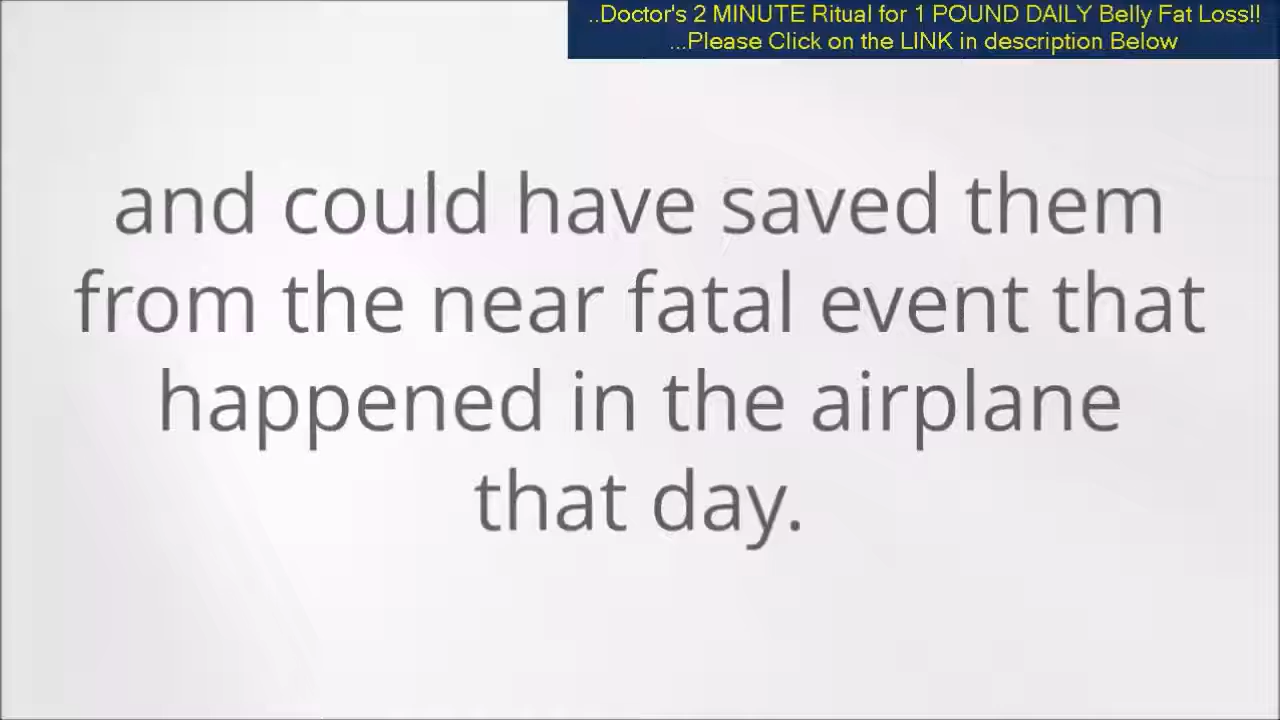 ..Doctor's 2 MINUTE Ritual for 1 POUND DAILY Belly Fat Loss!!
...Please Click on the LINK in description Below
and could have saved them
from the near fatal event that
happened in the airplane
that day.